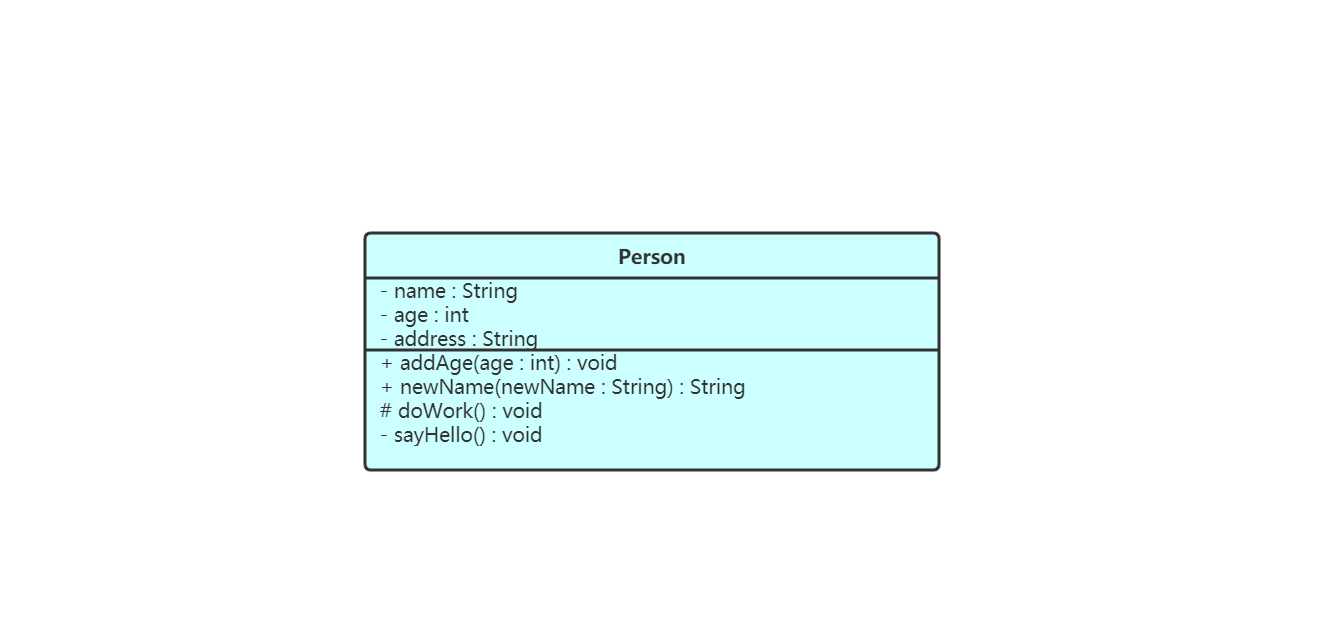 Person
- name : String
- age : int
- address : String
+ addAge(age : int) : void
+ newName(newName : String) : String
# doWork() : void
- sayHello() : void